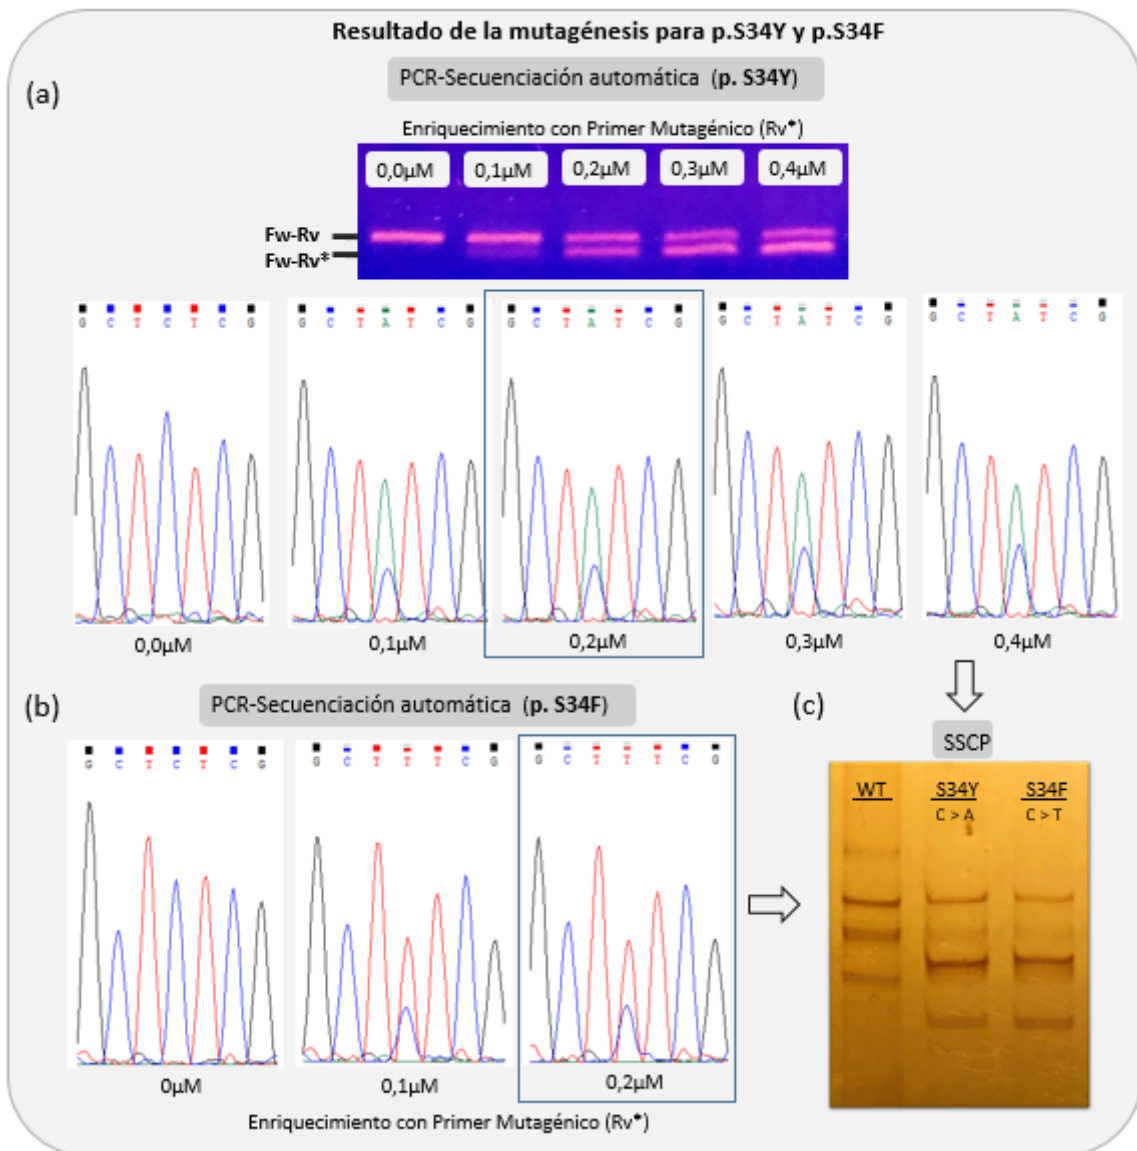 Resultado de la mutagénesis para p.S34Y y p.S34F
(a)
PCR-Secuenciación automática (p. S34Y)
Enriquecimiento con Primer Mutagénico (Rv*)
0,0µM 0,1µM 0,2µM 0,3µM 0,4µM
Fw-Rv
Fw-Rv*
G C T C T C G
G C T A T C G
G C T A T C G
G C T A T C G
G C T A T C G
0,0µM 0,1µM 0,2µM 0,3µM 0,4µM
(b)
PCR-Secuenciación automática (p. S34F)
G C T C T C G
G C T T T C G
G C T T T C G
0µM 0,1µM 0,2µM
Enriquecimiento con Primer Mutagénico (Rv*)
(c)
SSCP
WT S34Y S34F
C > A C > T